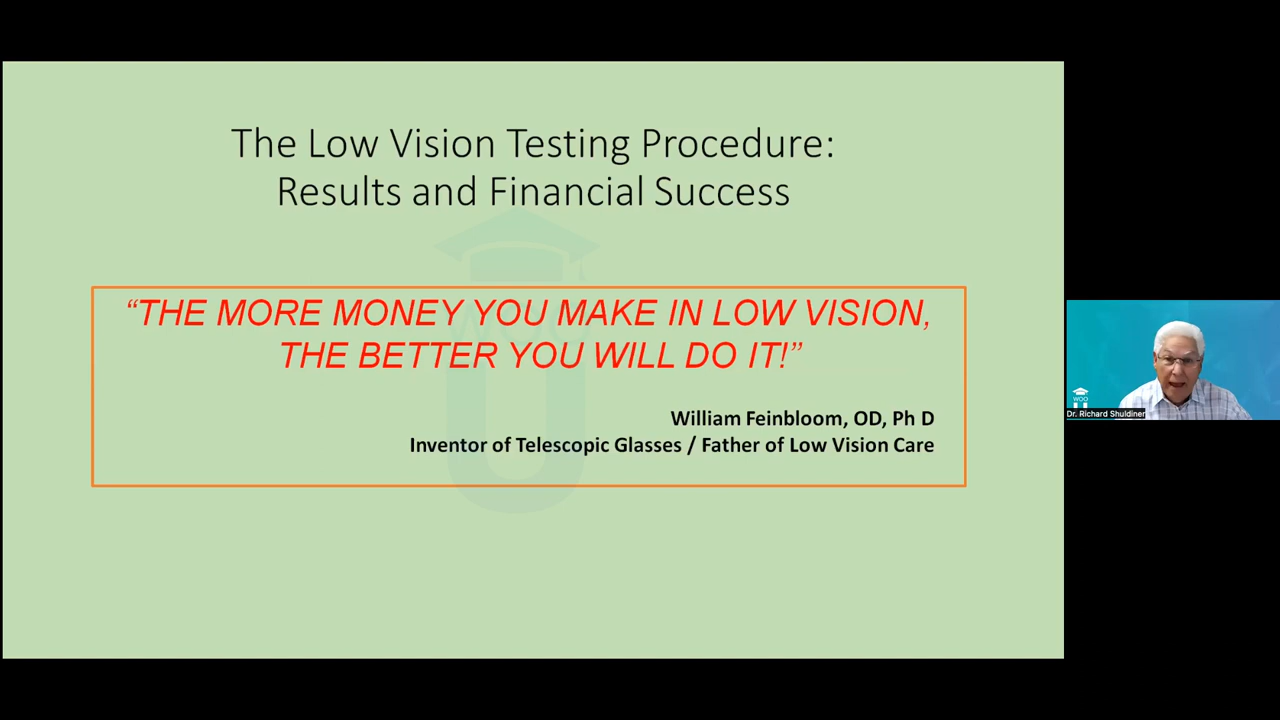 The Low Vision Testing Procedure:
Results and Financial Success
“THE MORE MONEY YOU MAKE IN LOW VISION,
THE BETTER YOU WILL DO IT!”
William Feinbloom, OD, Ph D
Inventor of Telescopic Glasses / Father of Low Vision Care
WOO
U
Dr. Richard Shuldiner